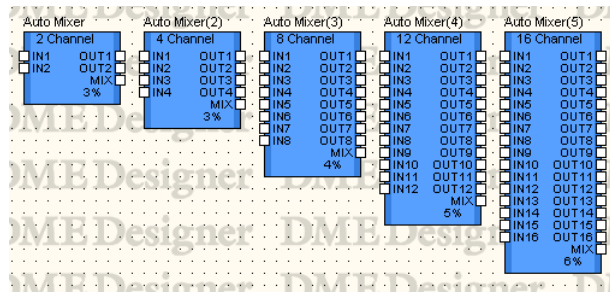 Auto Mixer
2 Channel
IN1 OUT1
IN2 OUT2
MIX
3%
Auto Mixer(2)
4 Channel
IN1 OUT1
IN2 OUT2
IN3 OUT3
IN4 OUT4
MIX
3%
Auto Mixer(3)
8 Channel
IN1 OUT1
IN2 OUT2
IN3 OUT3
IN4 OUT4
IN5 OUT5
IN6 OUT6
IN7 OUT7
IN8 OUT8
MIX
4%
Auto Mixer(4)
12 Channel
IN1 OUT1
IN2 OUT2
IN3 OUT3
IN4 OUT4
IN5 OUT5
IN6 OUT6
IN7 OUT7
IN8 OUT8
IN9 OUT9
IN10 OUT10
IN11 OUT11
IN12 OUT12
MIX
5%
Auto Mixer(5)
16 Channel
IN1 OUT1
IN2 OUT2
IN3 OUT3
IN4 OUT4
IN5 OUT5
IN6 OUT6
IN7 OUT7
IN8 OUT8
IN9 OUT9
IN10 OUT10
IN11 OUT11
IN12 OUT12
IN13 OUT13
IN14 OUT14
IN15 OUT15
IN16 OUT16
MIX
6%
DME Designer
DME Designer
DME Designer
DME Designer
DME Designer